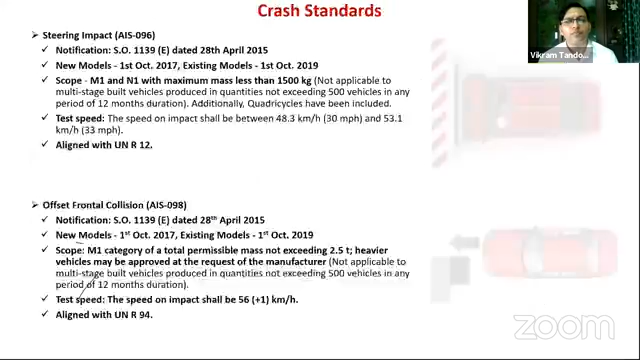 Crash Standards
Vikram Tando...
Steering Impact (AIS-096)
✓ Notification: S.O. 1139 (E) dated 28th April 2015
✓ New Models - 1st Oct. 2017, Existing Models - 1st Oct. 2019
✓ Scope - M1 and N1 with maximum mass less than 1500 kg (Not applicable to
multi-stage built vehicles produced in quantities not exceeding 500 vehicles in any
period of 12 months duration). Additionally, Quadricycles have been included.
✓ Test speed: The speed on impact shall be between 48.3 km/h (30 mph) and 53.1
km/h (33 mph).
✓ Aligned with UN R 12.
Offset Frontal Collision (AIS-098)
✓ Notification: S.O. 1139 (E) dated 28th April 2015
✓ New Models - 1st Oct. 2017, Existing Models - 1st Oct. 2019
✓ Scope: M1 category of a total permissible mass not exceeding 2.5 t; heavier
vehicles may be approved at the request of the manufacturer (Not applicable to
multi-stage built vehicles produced in quantities not exceeding 500 vehicles in any
period of 12 months duration).
✓ Test speed: The speed on impact shall be 56 (+1) km/h.
✓ Aligned with UN R 94.
zoom